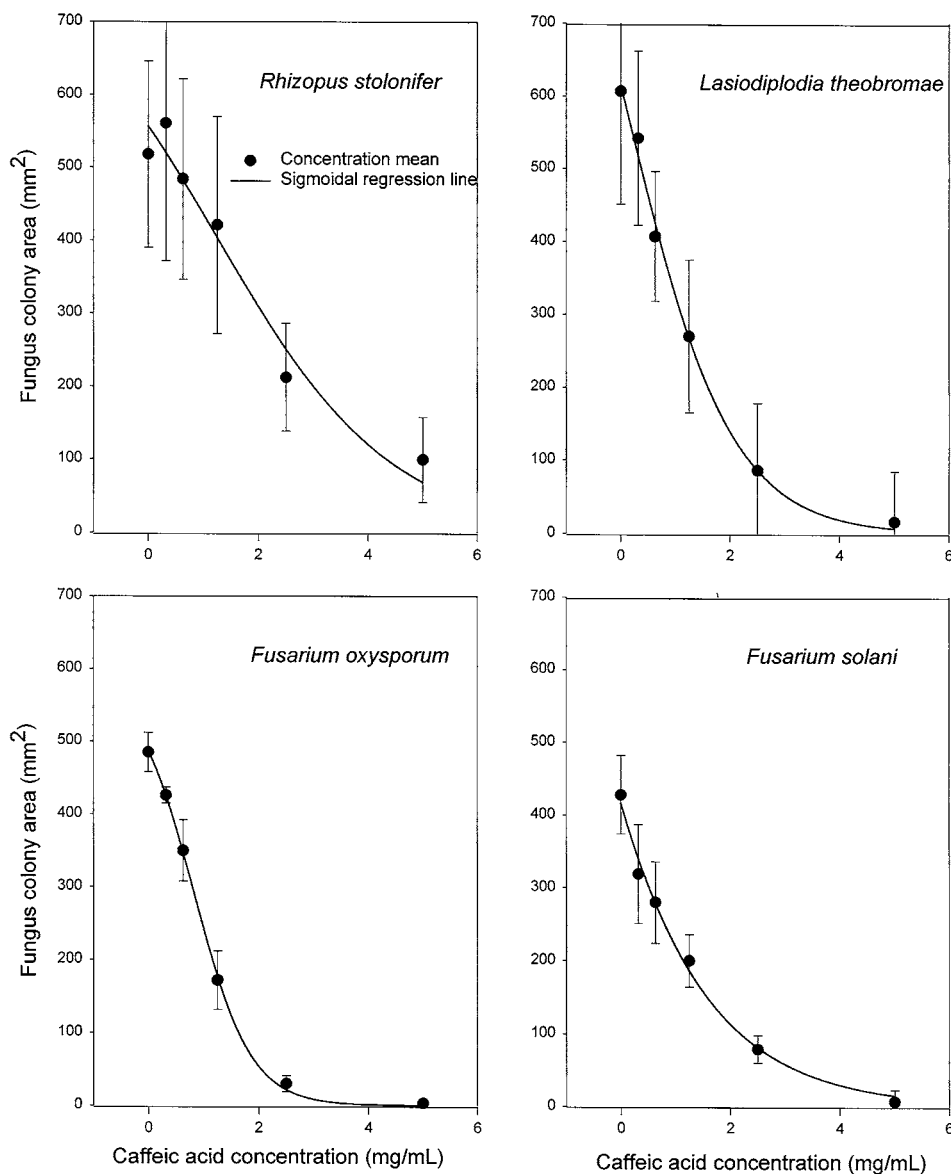 700
600
500
400
300
200
100
0
Fungus colony area (mm²)
Rhizopus stolonifer
Concentration mean
Sigmoidal regression line
0 2 4 6
700
600
500
400
300
200
100
0
Lasiodiplodia theobromae
0 2 4 6
700
600
500
400
300
200
100
0
Fungus colony area (mm²)
Fusarium oxysporum
0 2 4 6
Caffeic acid concentration (mg/mL)
700
600
500
400
300
200
100
0
Fusarium solani
0 2 4 6
Caffeic acid concentration (mg/mL)